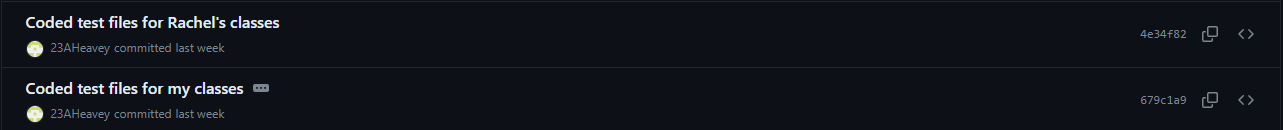 Coded test files for Rachel's classes
23AHeavey committed last week
4e34f82
Coded test files for my classes
23AHeavey committed last week
679c1a9